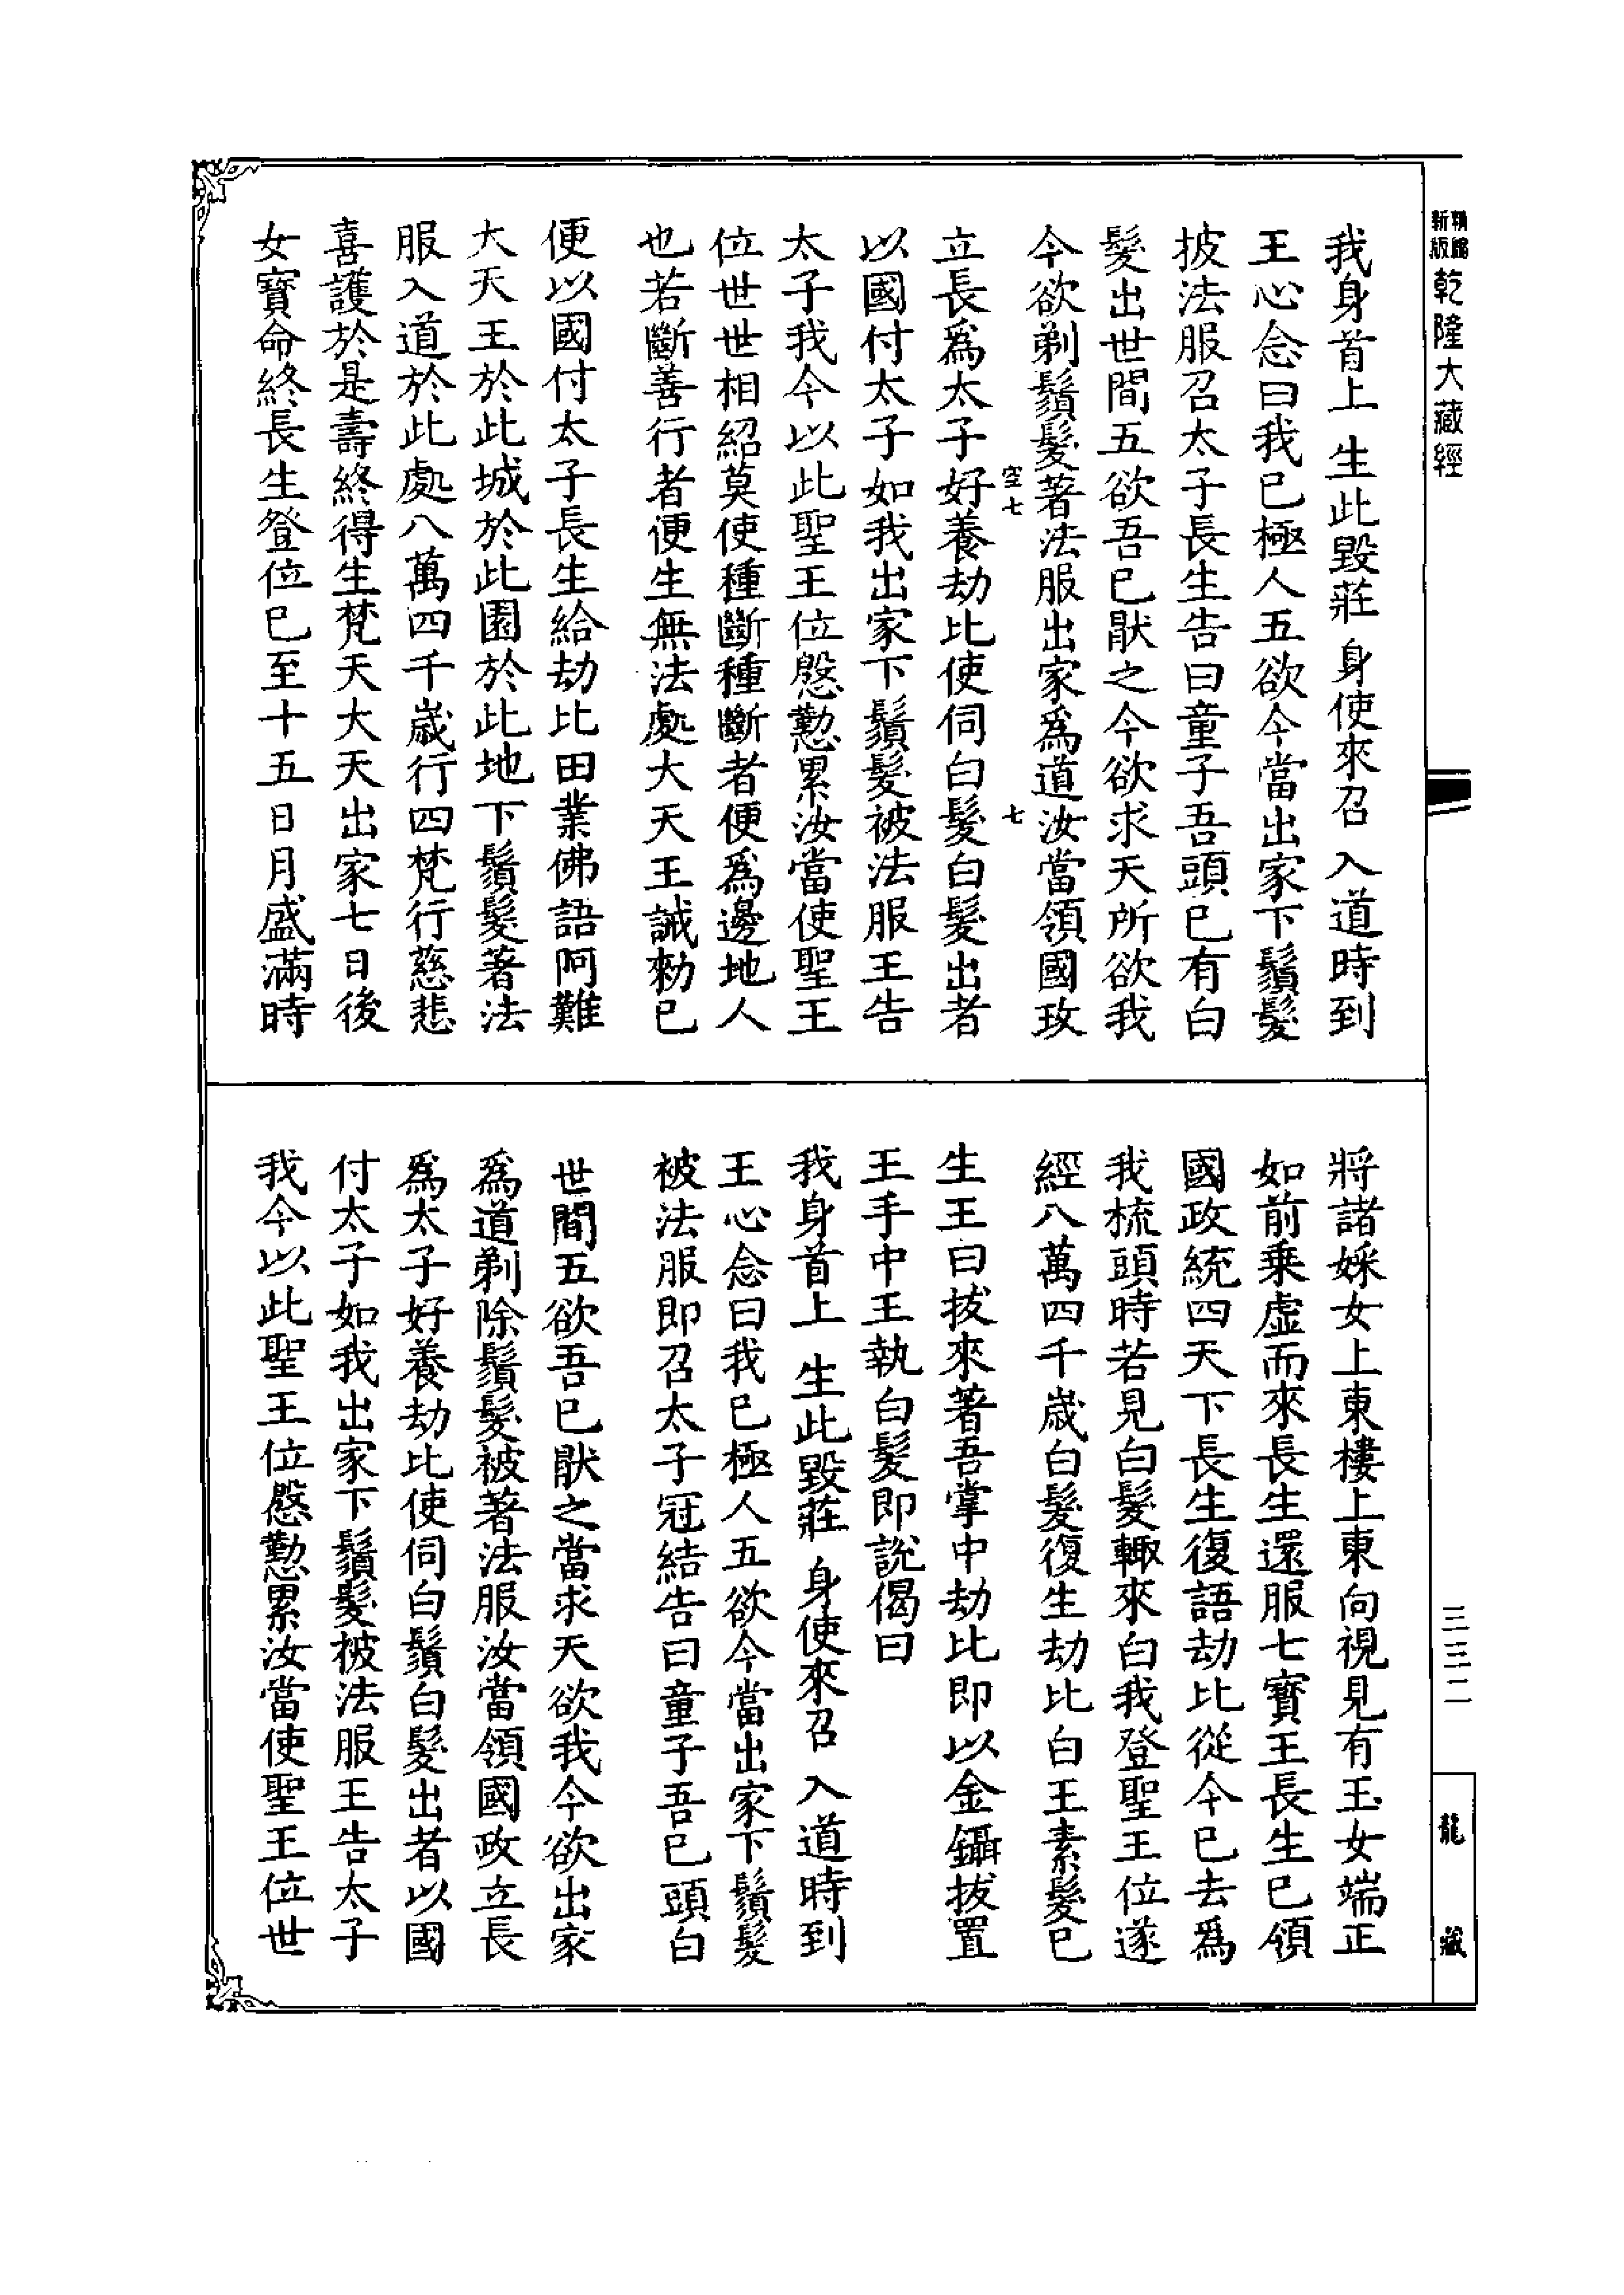 新版
精縮
乾隆大藏經
我身首上　生此毀莊　身使來召　入道時到
王心念曰我已極人五欲今當出家下鬚髮
披法服召太子長生告曰童子吾頭已有白
髮出世間五欲吾已猒之今欲求天所欲我
今欲剃鬚髮著法服出家爲道汝當領國政
空七
七
立長爲太子好養劫比使伺白髮白髮出者
以國付太子如我出家下鬚髮被法服王告
太子我今以此聖王位慇懃累汝當使聖王
位世世相紹莫使種斷種斷者便爲邊地人
也若斷善行者便生無法處大天王誡勑已
便以國付太子長生給劫比田業佛語阿難
大天王於此城於此園於此地下鬚髮著法
服入道於此處八萬四千歲行四梵行慈悲
喜護於是壽終得生梵天大天出家七日後
女寶命終長生登位已至十五日月盛滿時
將諸婇女上東樓上東向視見有玉女端正
如前乘虛而來長生還服七寶王長生已領
國政統四天下長生復語劫比從今已去爲
我梳頭時若見白髮輙來白我登聖王位遂
經八萬四千歲白髮復生劫比白王素髮已
生王曰拔來著吾掌中劫比即以金鑷拔置
王手中王執白髮即說偈曰
我身首上　生此毀莊　身使來召　入道時到
王心念曰我已極人五欲今當出家下鬚髮
被法服即召太子冠結告曰童子吾已頭白
世間五欲吾已猒之當求天欲我今欲出家
爲道剃除鬚髮被著法服汝當領國政立長
爲太子好養劫比使伺白鬚白髮出者以國
付太子如我出家下鬚髮被法服王告太子
我今以此聖王位慇懃累汝當使聖王位世
三三二
龍藏